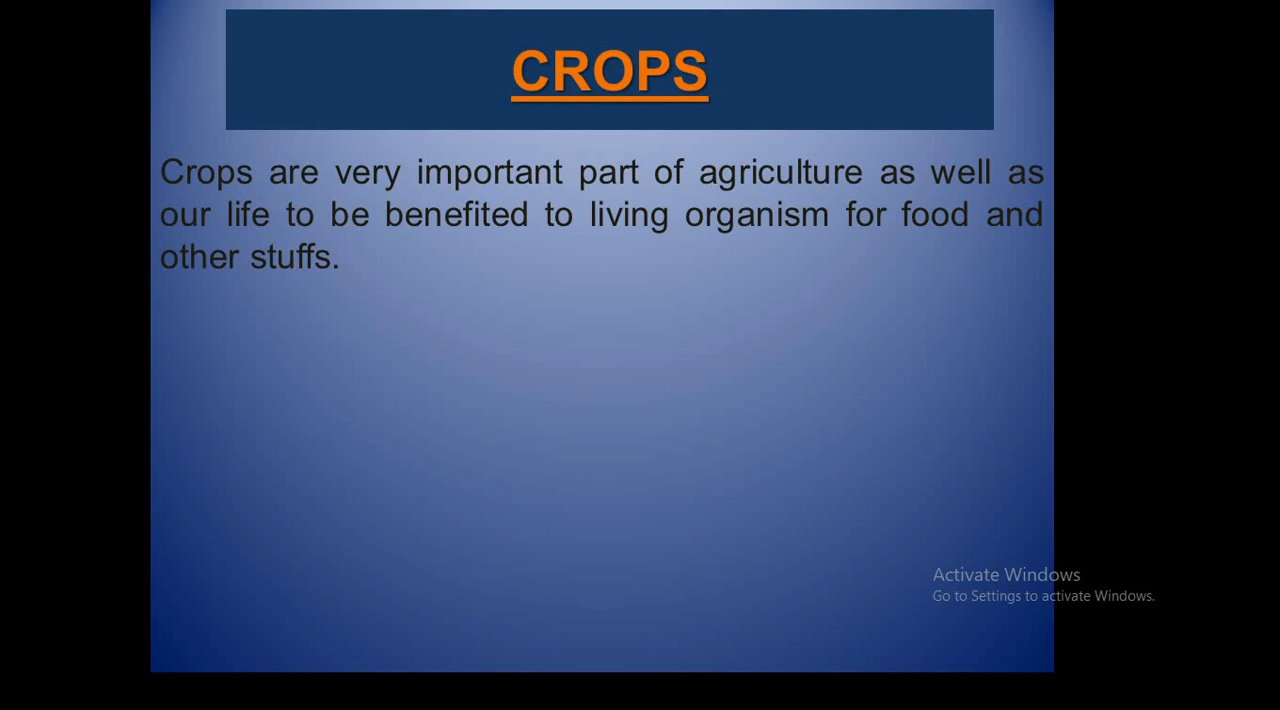 CROPS
Crops are very important part of agriculture as well as
our life to be benefited to living organism for food and
other stuffs.
Activate Windows
Go to Settings to activate Windows.